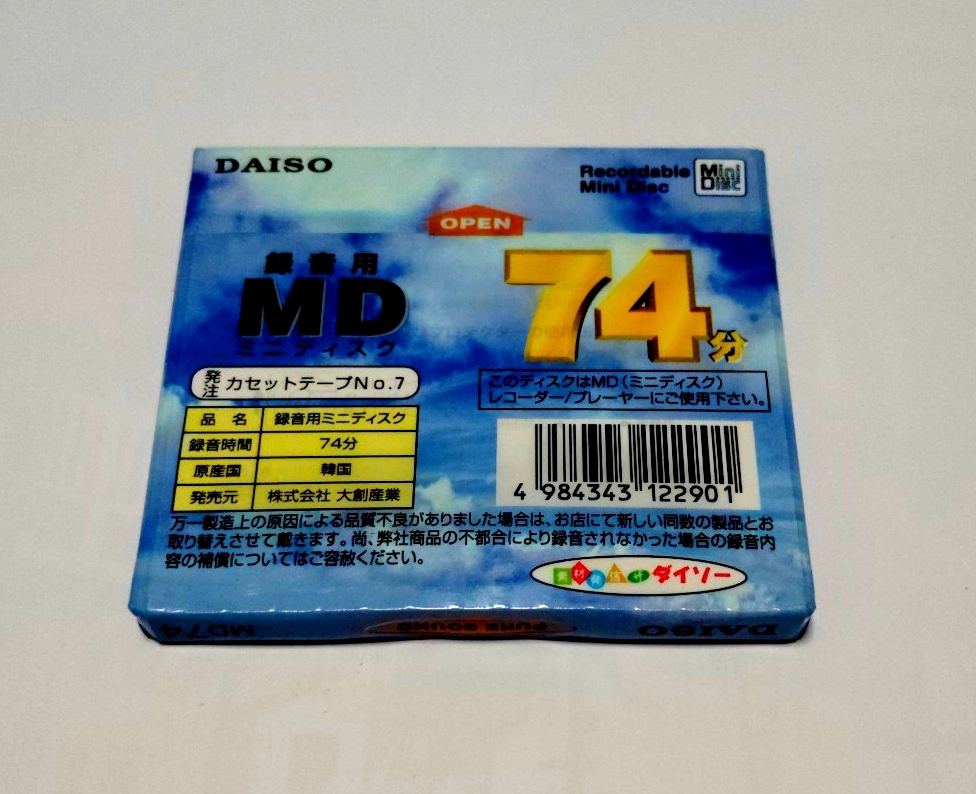 DAISO
Recordable
Mini Disc
Mini
Disc
OPEN
録音用
MD
ミニディスク
74分
発注 カセットテープNo.7
このディスクはMD(ミニディスク)
レコーダー/プレーヤーにご使用下さい。
品名 録音用ミニディスク
録音時間 74分
原産国 韓国
発売元 株式会社 大創産業
4 984343 122901
万一製造上の原因による品質不良がありました場合は、お店にて新しい同数の製品とお
取り替えさせて戴きます。尚、弊社商品の不都合により録音されなかった場合の録音内
容の補償についてはご容赦ください。
ダイソー
MD74
PURE SOUND
DAISO